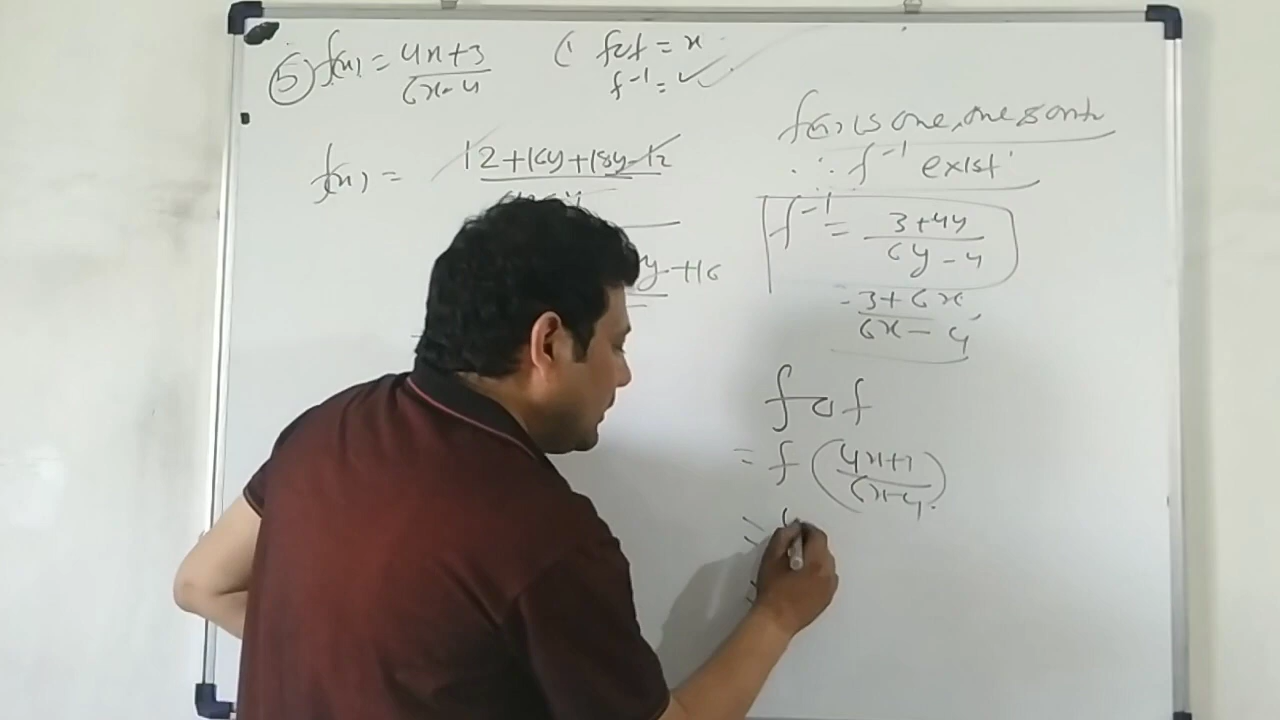 5 f(x) = 4x+3 / 6x-4 (1 fof = x
f⁻¹ = ✓
f(x) = 12+16y+18y-12
y+16
f(x) is one, one & onto
∴ f⁻¹ exist
f⁻¹ = 3+4y / 6y-4
3+6x / 6x-4
fof
= f(4x+3 / 6x-4)
=